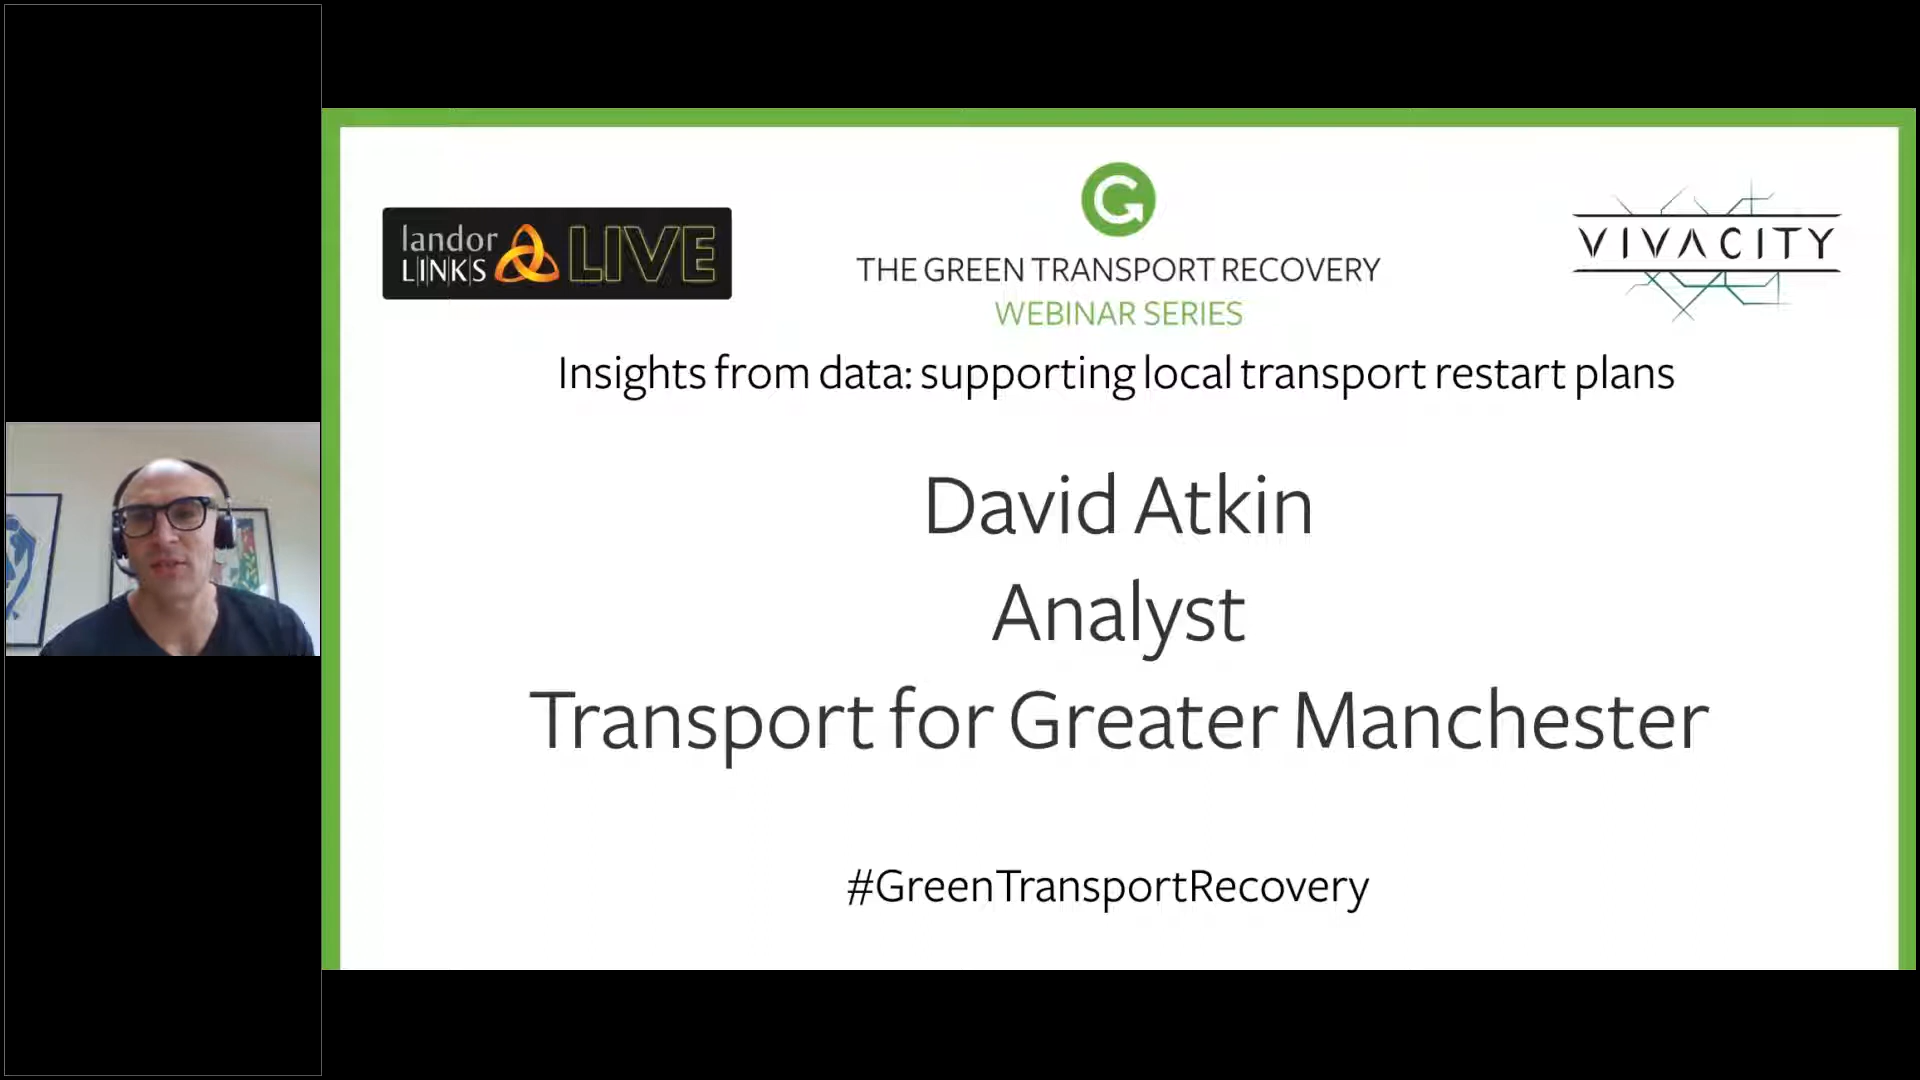 landor
LINKS LIVE
G
THE GREEN TRANSPORT RECOVERY
WEBINAR SERIES
VIVACITY
Insights from data: supporting local transport restart plans
David Atkin
Analyst
Transport for Greater Manchester
#GreenTransportRecovery